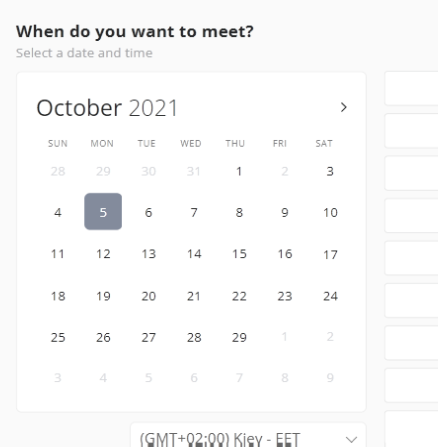 When do you want to meet?
Select a date and time
October 2021
SUN MON TUE WED THU FRI SAT
28 29 30 31 1 2 3
4 5 6 7 8 9 10
11 12 13 14 15 16 17
18 19 20 21 22 23 24
25 26 27 28 29 1 2
3 4 5 6 7 8 9
(GMT+02:00) Kiev - EET